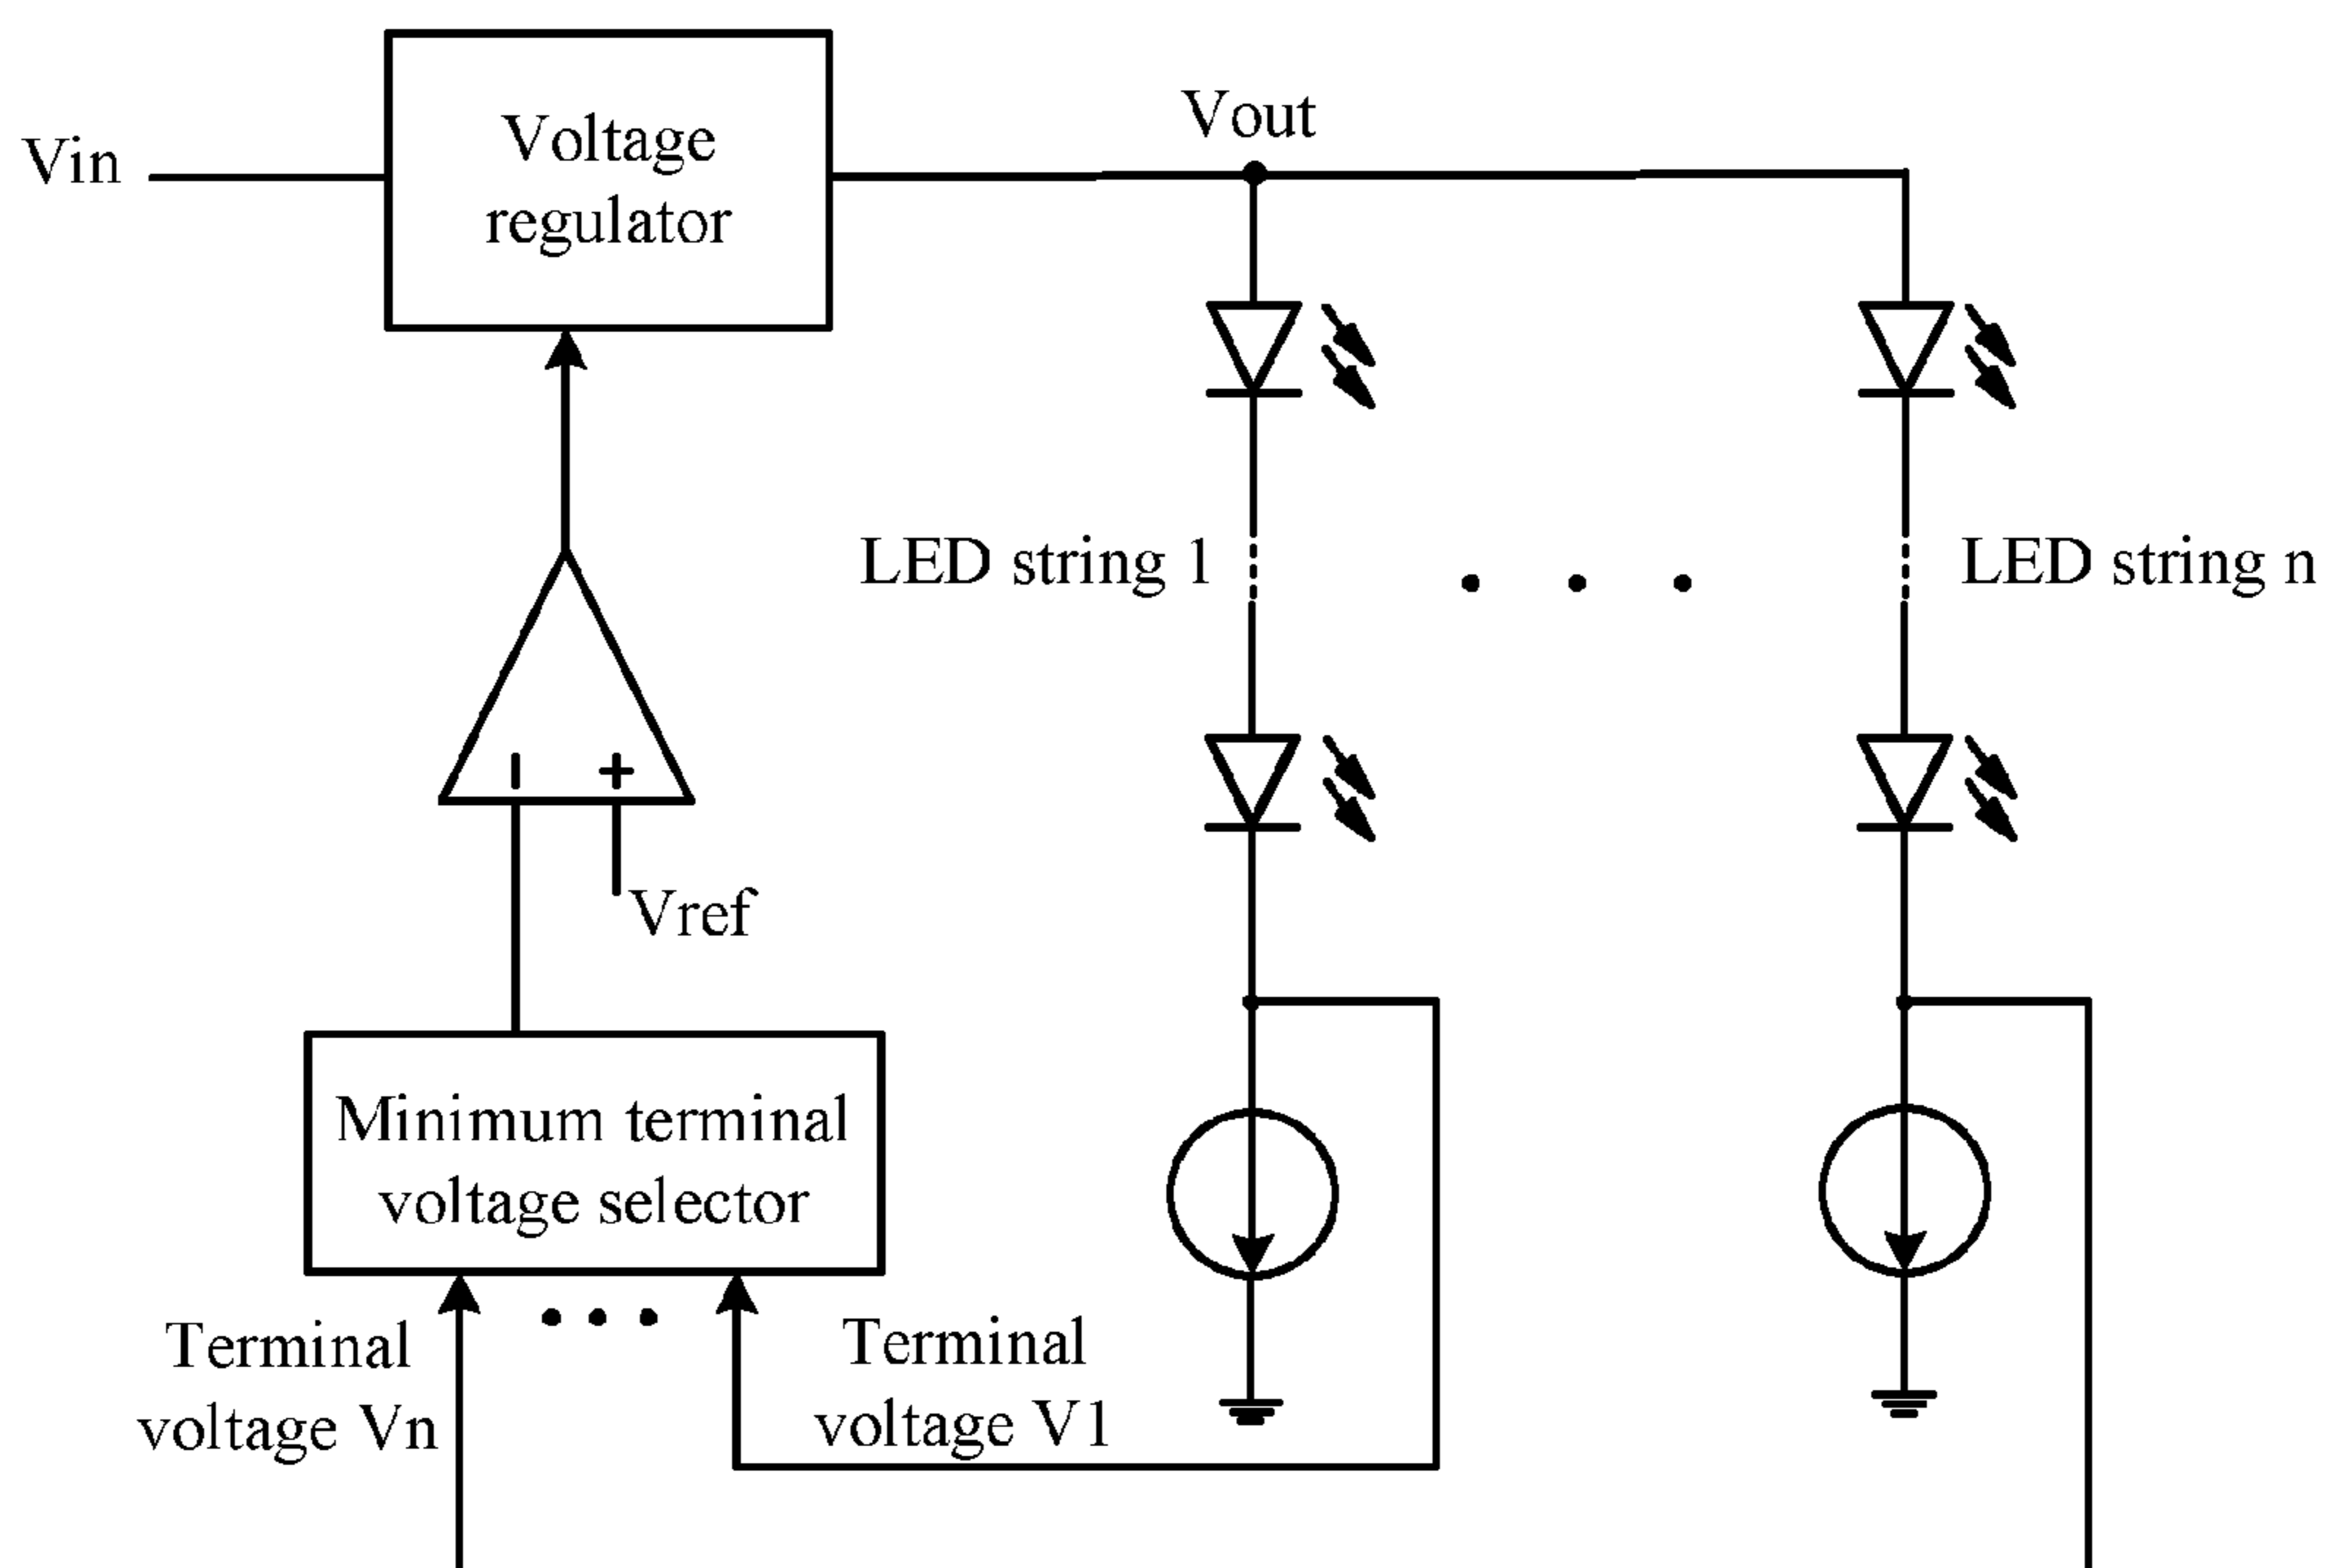 Vin
Voltage
regulator
Vout
LED string 1
LED string n
Vref
Minimum terminal
voltage selector
Terminal
voltage Vn
Terminal
voltage V1